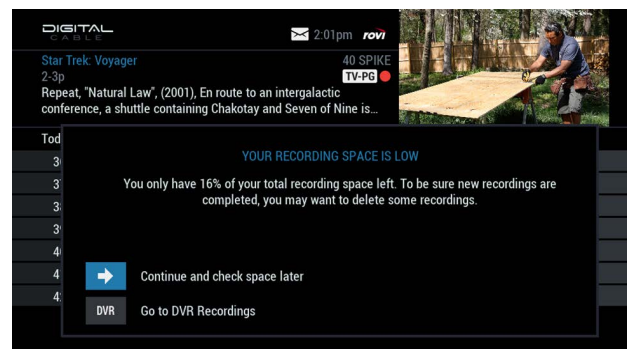 DIGITAL
CABLE
2:01pm rovi
Star Trek: Voyager 40 SPIKE
2-3p TV-PG
Repeat, "Natural Law", (2001), En route to an intergalactic
conference, a shuttle containing Chakotay and Seven of Nine is...
Tod
YOUR RECORDING SPACE IS LOW
You only have 16% of your total recording space left. To be sure new recordings are
completed, you may want to delete some recordings.
Continue and check space later
DVR Go to DVR Recordings